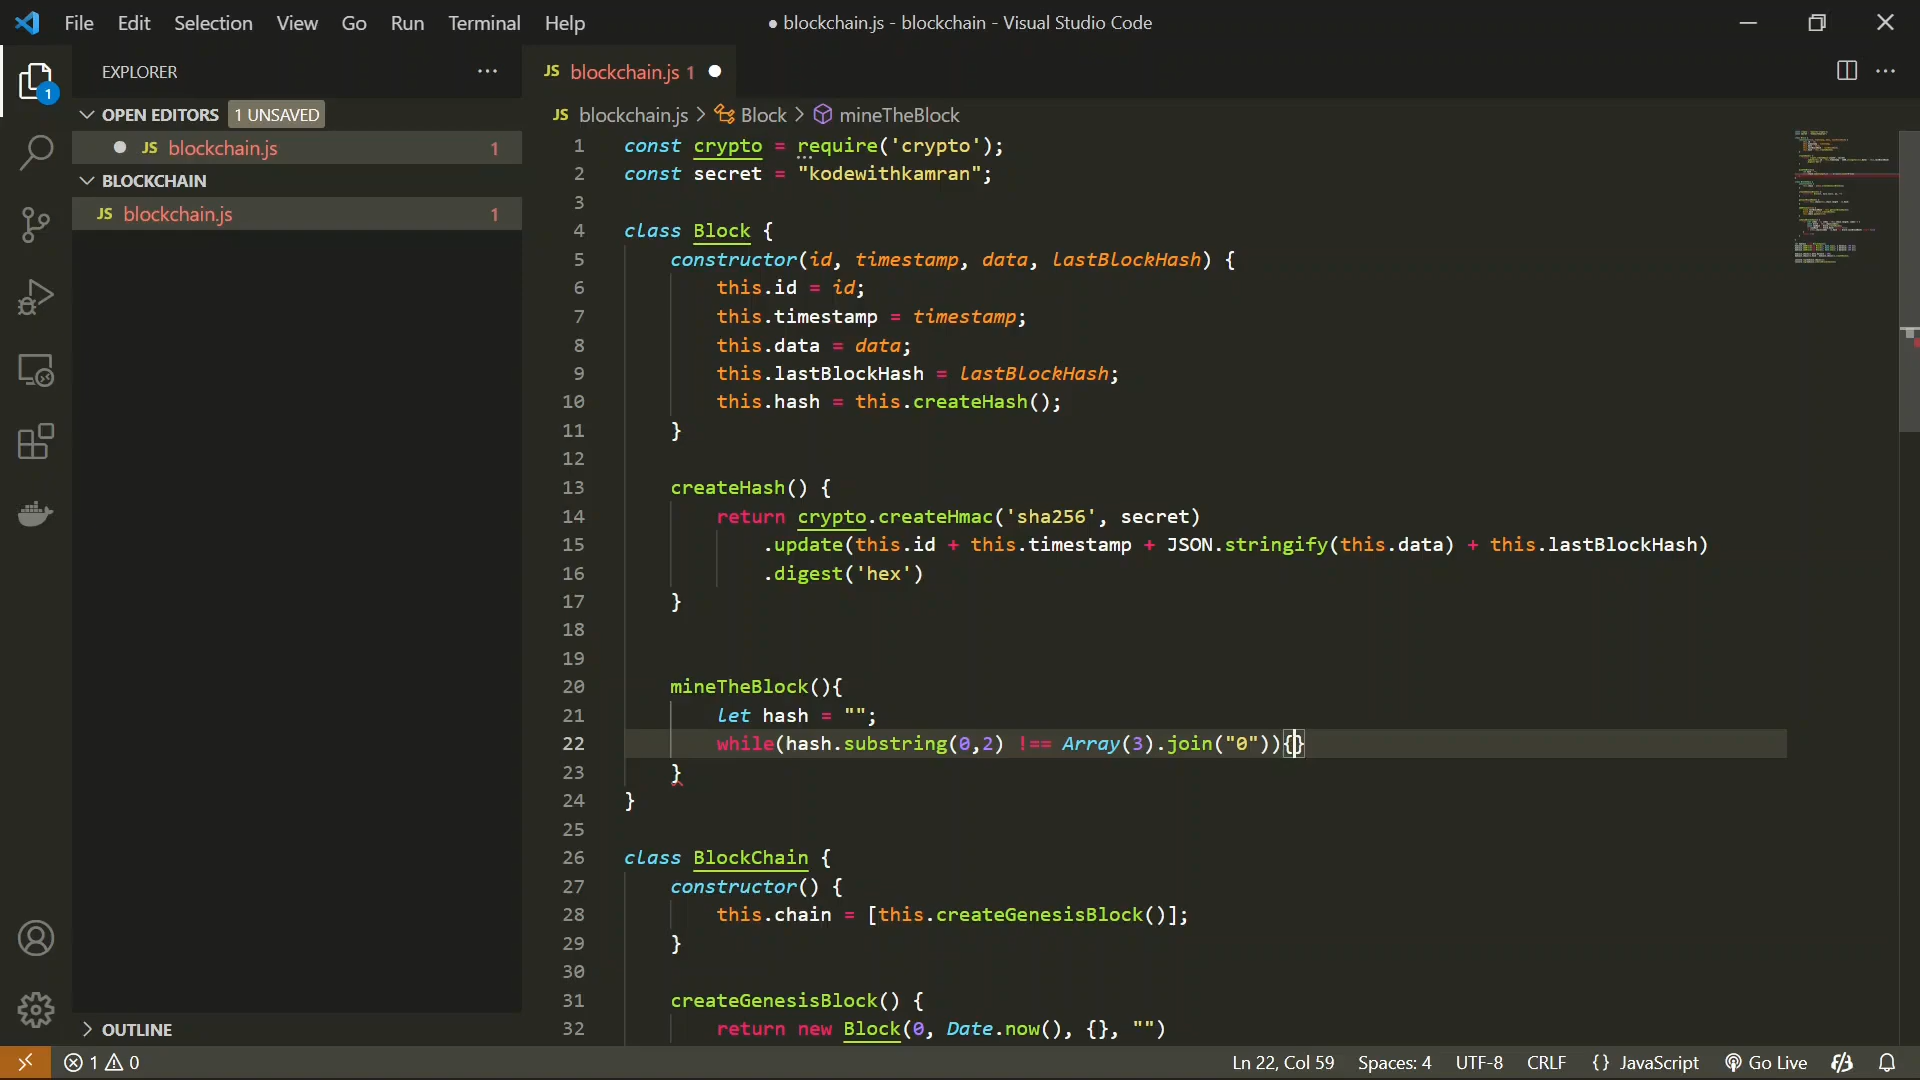 File Edit Selection View Go Run Terminal Help
● blockchain.js - blockchain - Visual Studio Code
1
EXPLORER ···
OPEN EDITORS 1 UNSAVED
● JS blockchain.js 1
BLOCKCHAIN
JS blockchain.js 1
OUTLINE
JS blockchain.js 1 ●
JS blockchain.js > Block > mineTheBlock
1 const crypto = require('crypto');
2 const secret = "kodewithkamran";
3
4 class Block {
5 constructor(id, timestamp, data, lastBlockHash) {
6 this.id = id;
7 this.timestamp = timestamp;
8 this.data = data;
9 this.lastBlockHash = lastBlockHash;
10 this.hash = this.createHash();
11 }
12
13 createHash() {
14 return crypto.createHmac('sha256', secret)
15 .update(this.id + this.timestamp + JSON.stringify(this.data) + this.lastBlockHash)
16 .digest('hex')
17 }
18
19
20 mineTheBlock(){
21 let hash = "";
22 while(hash.substring(0,2) !== Array(3).join("0")){}
23 }
24 }
25
26 class BlockChain {
27 constructor() {
28 this.chain = [this.createGenesisBlock()];
29 }
30
31 createGenesisBlock() {
32 return new Block(0, Date.now(), {}, "")
1 0 Ln 22, Col 59 Spaces: 4 UTF-8 CRLF {} JavaScript Go Live